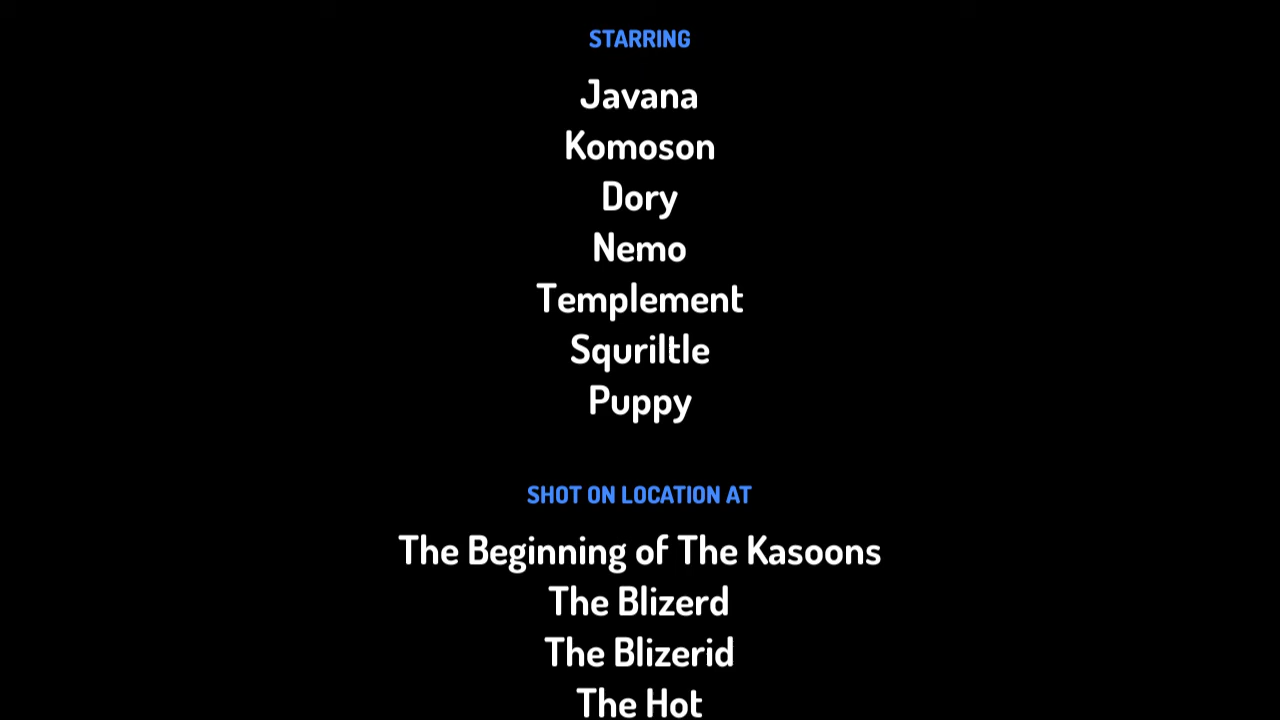 STARRING
Javana
Komoson
Dory
Nemo
Templement
Squriltle
Puppy
SHOT ON LOCATION AT
The Beginning of The Kasoons
The Blizerd
The Blizerid
The Hot